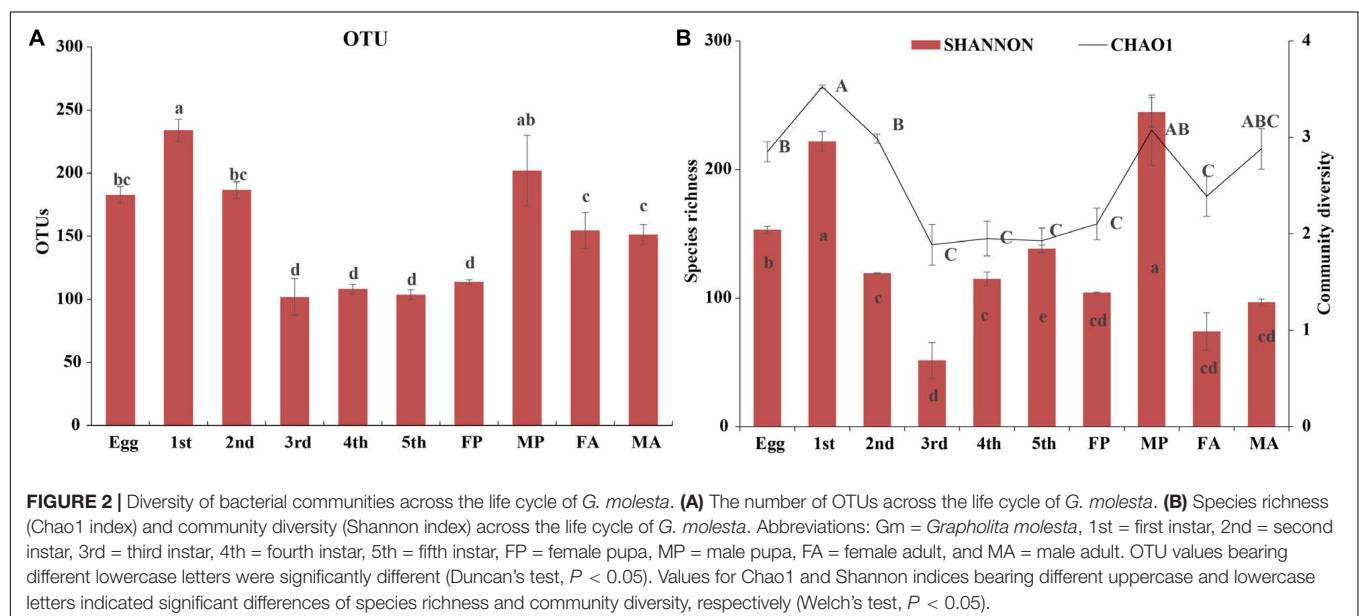 A
OTU
300
250
200
150
100
50
0
OTUs
bc
a
bc
d
d
d
d
ab
c
c
Egg 1st 2nd 3rd 4th 5th FP MP FA MA
B
SHANNON CHAO1
300
200
100
0
Species richness
4
3
2
1
0
Community diversity
B
A
B
C
C
C
C
AB
C
ABC
b
a
c
d
c
e
cd
a
cd
cd
Egg 1st 2nd 3rd 4th 5th FP MP FA MA
FIGURE 2 | Diversity of bacterial communities across the life cycle of G. molesta. (A) The number of OTUs across the life cycle of G. molesta. (B) Species richness
(Chao1 index) and community diversity (Shannon index) across the life cycle of G. molesta. Abbreviations: Gm = Grapholita molesta, 1st = first instar, 2nd = second
instar, 3rd = third instar, 4th = fourth instar, 5th = fifth instar, FP = female pupa, MP = male pupa, FA = female adult, and MA = male adult. OTU values bearing
different lowercase letters were significantly different (Duncan's test, P < 0.05). Values for Chao1 and Shannon indices bearing different uppercase and lowercase
letters indicated significant differences of species richness and community diversity, respectively (Welch's test, P < 0.05).